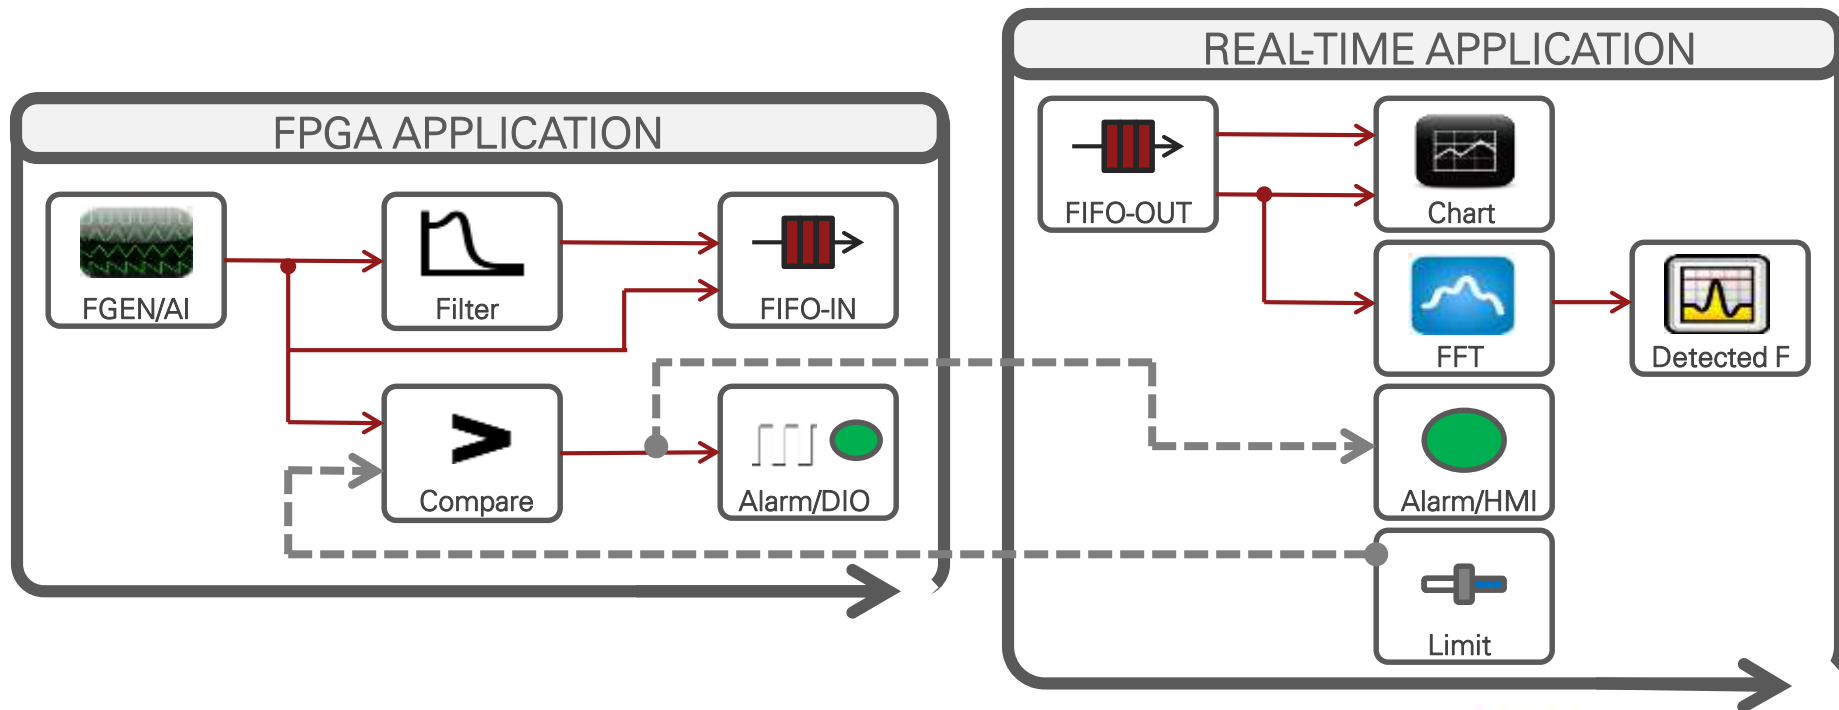 FPGA APPLICATION
FGEN/AI
Filter
FIFO-IN
Compare
Alarm/DIO
REAL-TIME APPLICATION
FIFO-OUT
Chart
FFT
Detected F
Alarm/HMI
Limit